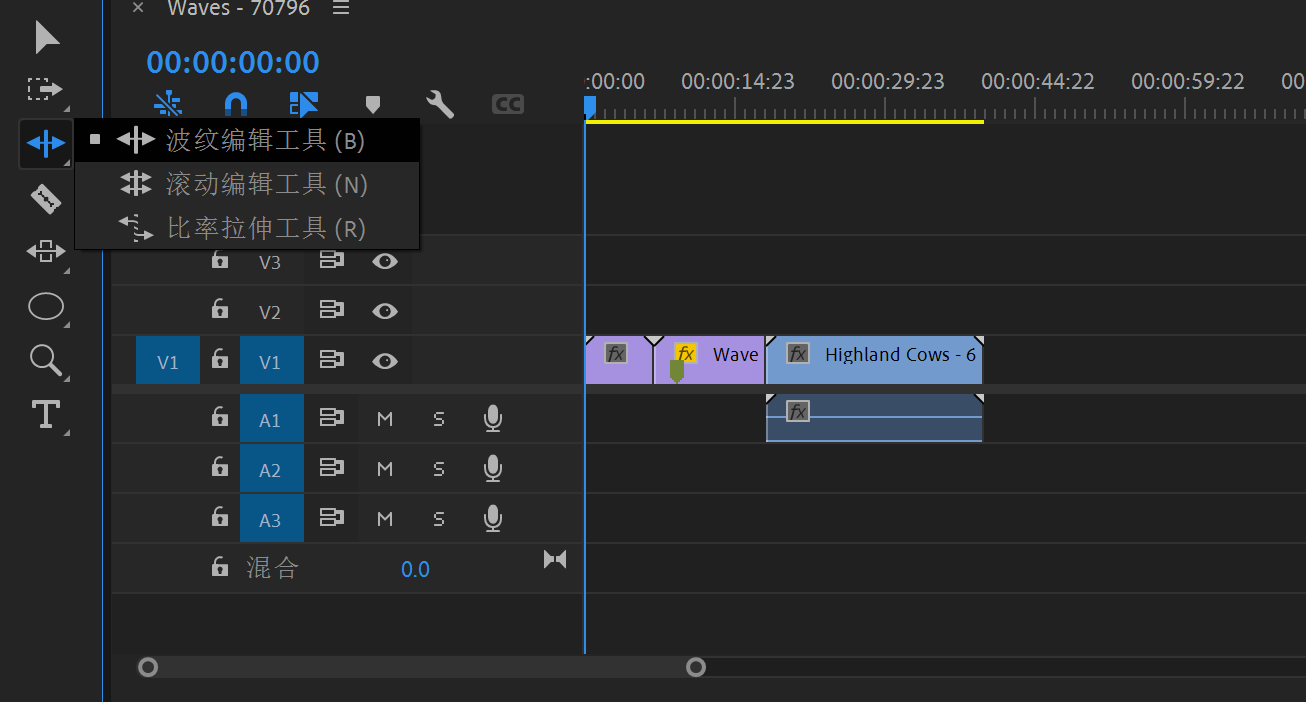 × Waves - 70796
00:00:00:00
:00:00 00:00:14:23 00:00:29:23 00:00:44:22 00:00:59:22 00
CC
波纹编辑工具 (B)
滚动编辑工具 (N)
比率拉伸工具 (R)
V3
V2
V1 V1 fx fx Wave fx Highland Cows - 6
A1 M S fx
A2 M S
A3 M S
混合 0.0
T